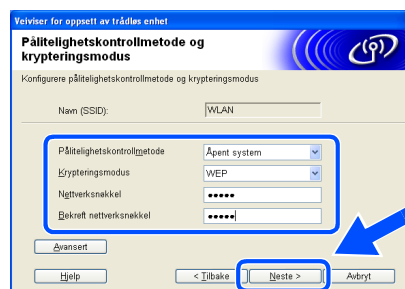 Veiviser for oppsett av trådløs enhet
Pålitelighetskontrollmetode og
krypteringsmodus
Konfigurere pålitelighetskontrollmetode og krypteringsmodus
Navn (SSID): WLAN
Pålitelighetskontrollmetode Åpent system
Krypteringsmodus WEP
Nettverksnøkkel •••••
Bekreft nettverksnøkkel •••••
Avansert
Hjelp < Tilbake Neste > Avbryt